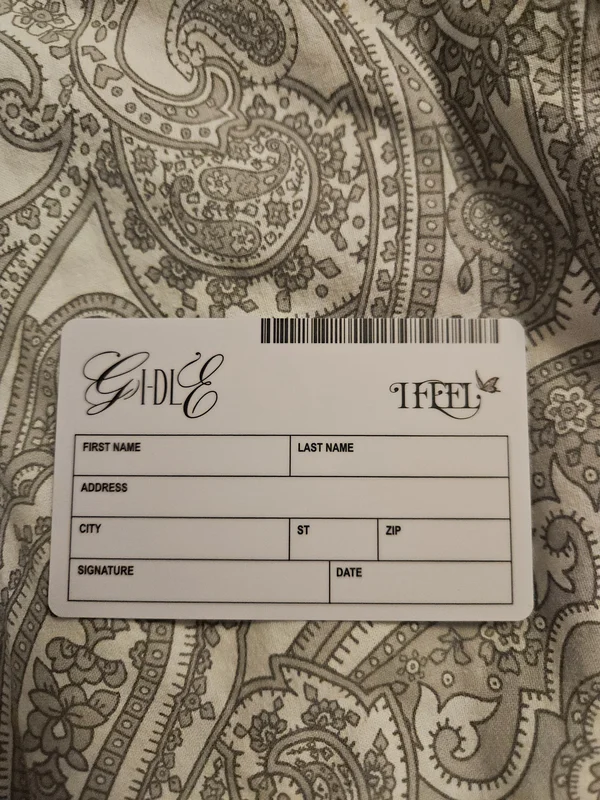 G I-DLE
I FEEL
FIRST NAME LAST NAME
ADDRESS
CITY ST ZIP
SIGNATURE DATE